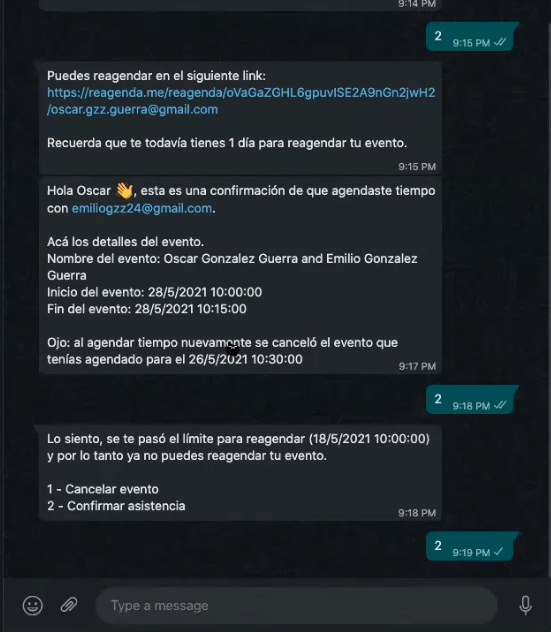 9:14 PM
2 9:15 PM
Puedes reagendar en el siguiente link:
https://reagenda.me/reagenda/oVaGaZGHL6gpuvISE2A9nGn2jwH2
/oscar.gzz.guerra@gmail.com
Recuerda que te todavía tienes 1 día para reagendar tu evento.
9:15 PM
Hola Oscar 👋, esta es una confirmación de que agendaste tiempo
con emiliogzz24@gmail.com.
Acá los detalles del evento.
Nombre del evento: Oscar Gonzalez Guerra and Emilio Gonzalez
Guerra
Inicio del evento: 28/5/2021 10:00:00
Fin del evento: 28/5/2021 10:15:00
Ojo: al agendar tiempo nuevamente se canceló el evento que
tenías agendado para el 26/5/2021 10:30:00
9:17 PM
2 9:18 PM
Lo siento, se te pasó el límite para reagendar (18/5/2021 10:00:00)
y por lo tanto ya no puedes reagendar tu evento.
1 - Cancelar evento
2 - Confirmar asistencia
9:18 PM
2 9:19 PM
Type a message